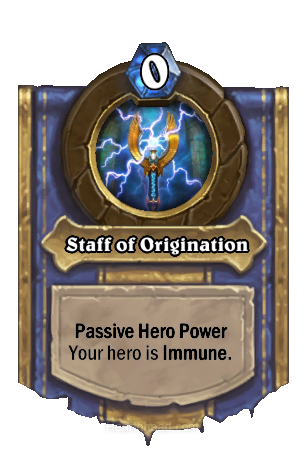 0
Staff of Origination
Passive Hero Power
Your hero is Immune.